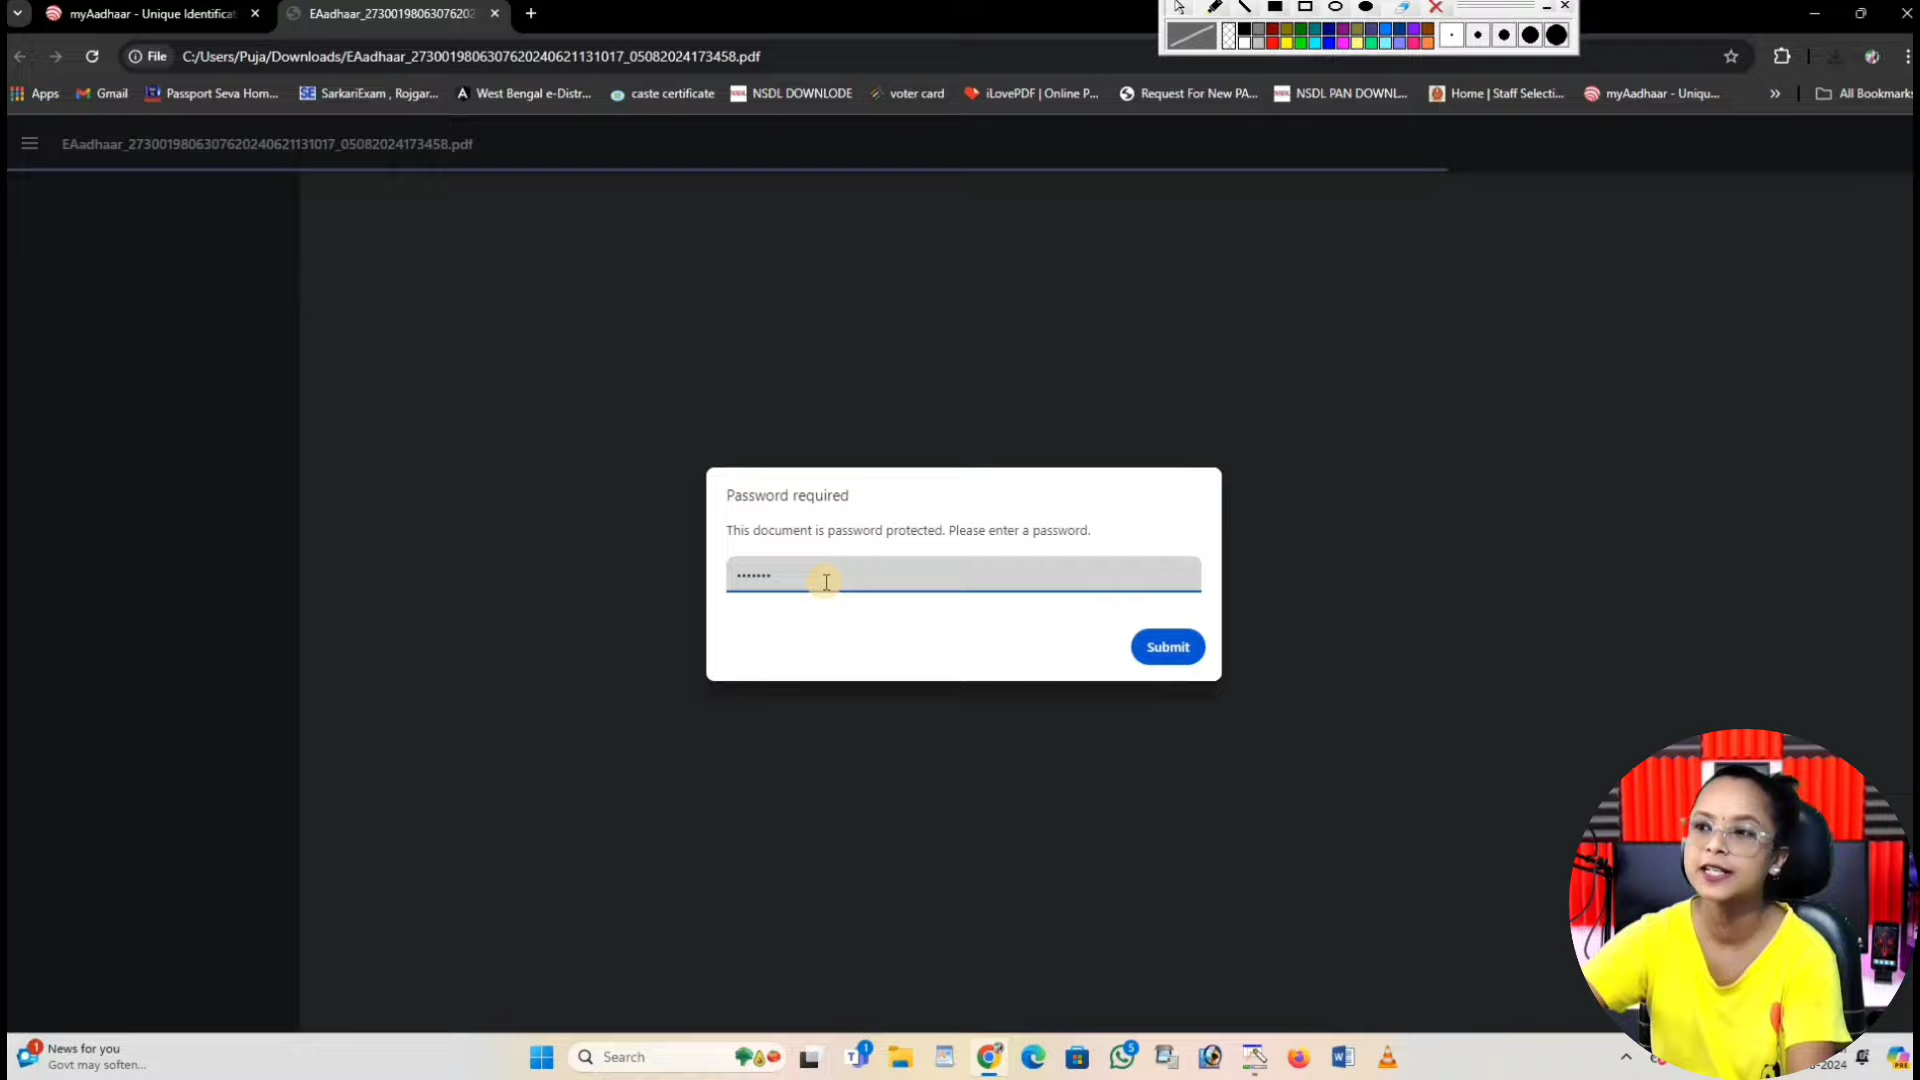 myAadhaar - Unique Identificat
EAadhaar_2730019806307620​2
File
C:/Users/Puja/Downloads/EAadhaar_2730019806307620240621131017_05082024173458.pdf
Apps
Gmail
Passport Seva Hom...
SarkariExam , Rojgar...
West Bengal e-Distr...
caste certificate
NSDL DOWNLODE
voter card
iLovePDF | Online P...
Request For New PA...
NSDL PAN DOWNL...
Home | Staff Selecti...
myAadhaar - Uniqu...
All Bookmarks
EAadhaar_2730019806307620240621131017_05082024173458.pdf
Password required
This document is password protected. Please enter a password.
Submit
News for you
Govt may soften...
Search
2024